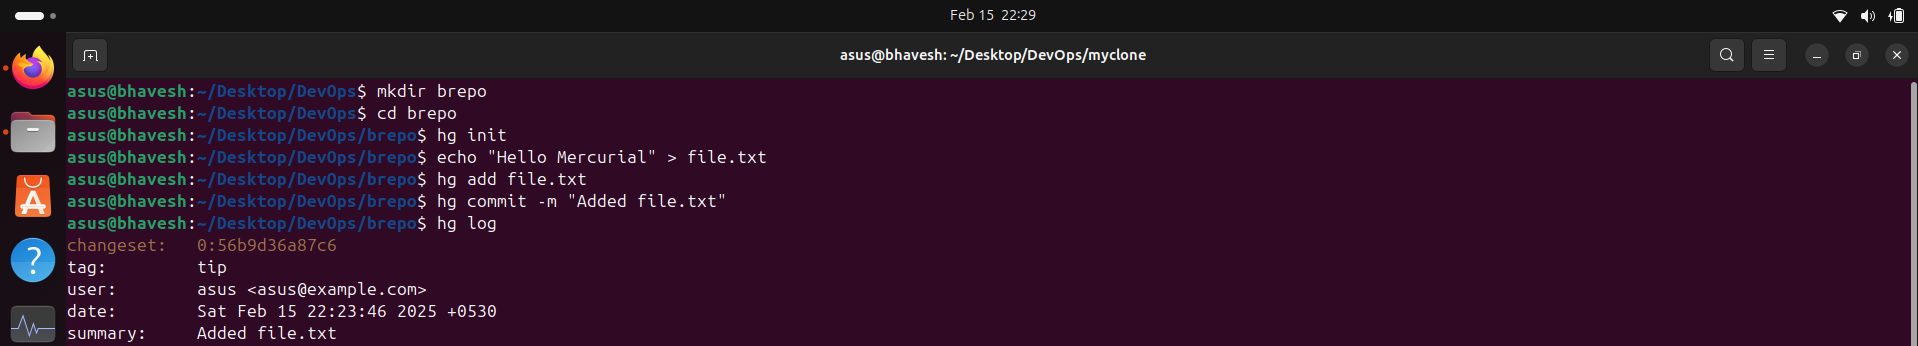 Feb 15 22:29
asus@bhavesh: ~/Desktop/DevOps/myclone
asus@bhavesh:~/Desktop/DevOps$ mkdir brepo
asus@bhavesh:~/Desktop/DevOps$ cd brepo
asus@bhavesh:~/Desktop/DevOps/brepo$ hg init
asus@bhavesh:~/Desktop/DevOps/brepo$ echo "Hello Mercurial" > file.txt
asus@bhavesh:~/Desktop/DevOps/brepo$ hg add file.txt
asus@bhavesh:~/Desktop/DevOps/brepo$ hg commit -m "Added file.txt"
asus@bhavesh:~/Desktop/DevOps/brepo$ hg log
changeset:   0:56b9d36a87c6
tag:         tip
user:        asus <asus@example.com>
date:        Sat Feb 15 22:23:46 2025 +0530
summary:     Added file.txt